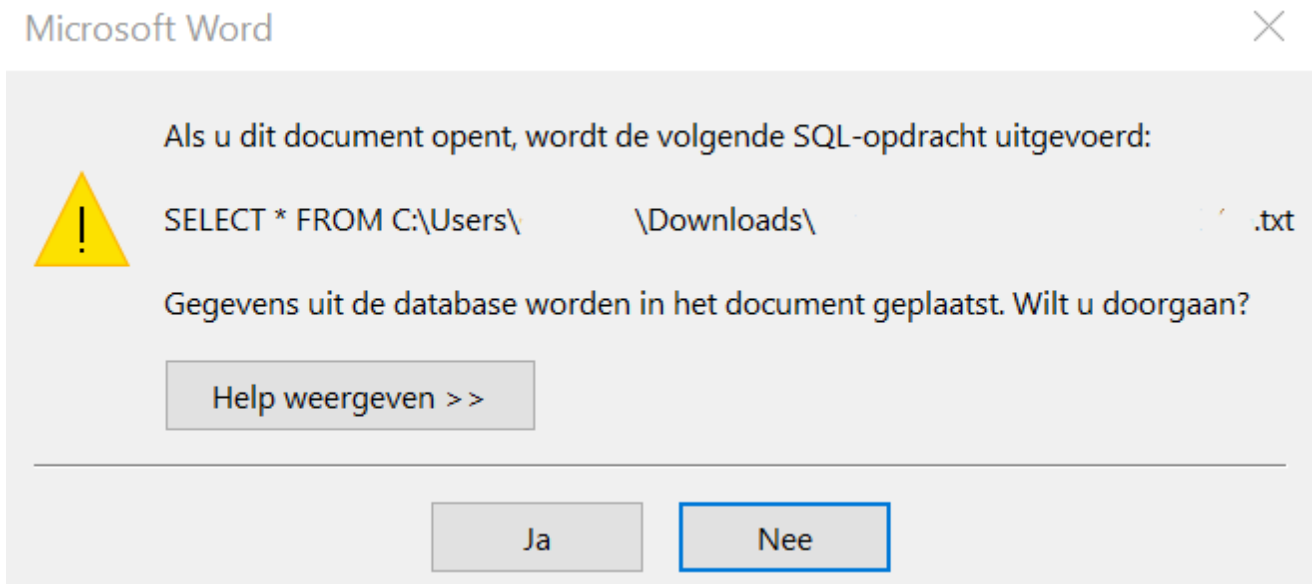 Microsoft Word
Als u dit document opent, wordt de volgende SQL-opdracht uitgevoerd:
SELECT * FROM C:\Users\ \Downloads\ .txt
Gegevens uit de database worden in het document geplaatst. Wilt u doorgaan?
Help weergeven >>
Ja
Nee